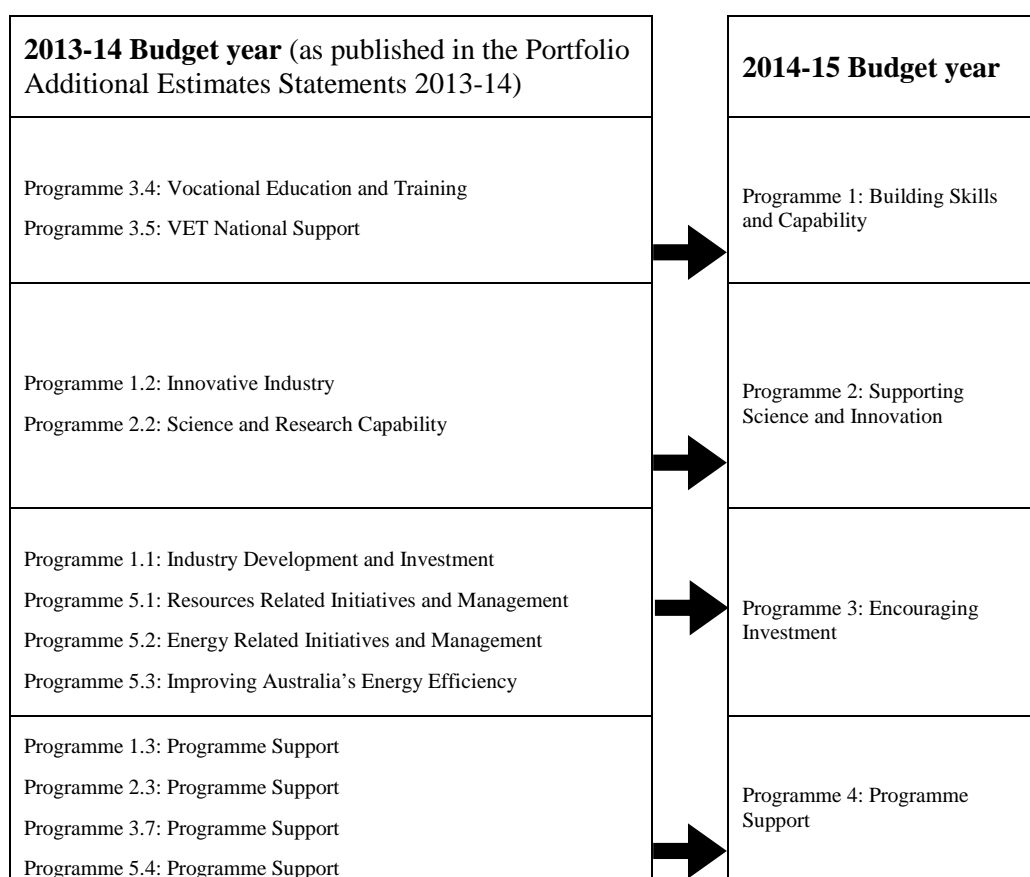 2013-14 Budget year (as published in the Portfolio
Additional Estimates Statements 2013-14)
2014-15 Budget year
Programme 3.4: Vocational Education and Training
Programme 3.5: VET National Support
Programme 1: Building Skills
and Capability
Programme 1.2: Innovative Industry
Programme 2.2: Science and Research Capability
Programme 2: Supporting
Science and Innovation
Programme 1.1: Industry Development and Investment
Programme 5.1: Resources Related Initiatives and Management
Programme 5.2: Energy Related Initiatives and Management
Programme 5.3: Improving Australia’s Energy Efficiency
Programme 3: Encouraging
Investment
Programme 1.3: Programme Support
Programme 2.3: Programme Support
Programme 3.7: Programme Support
Programme 5.4: Programme Support
Programme 4: Programme
Support